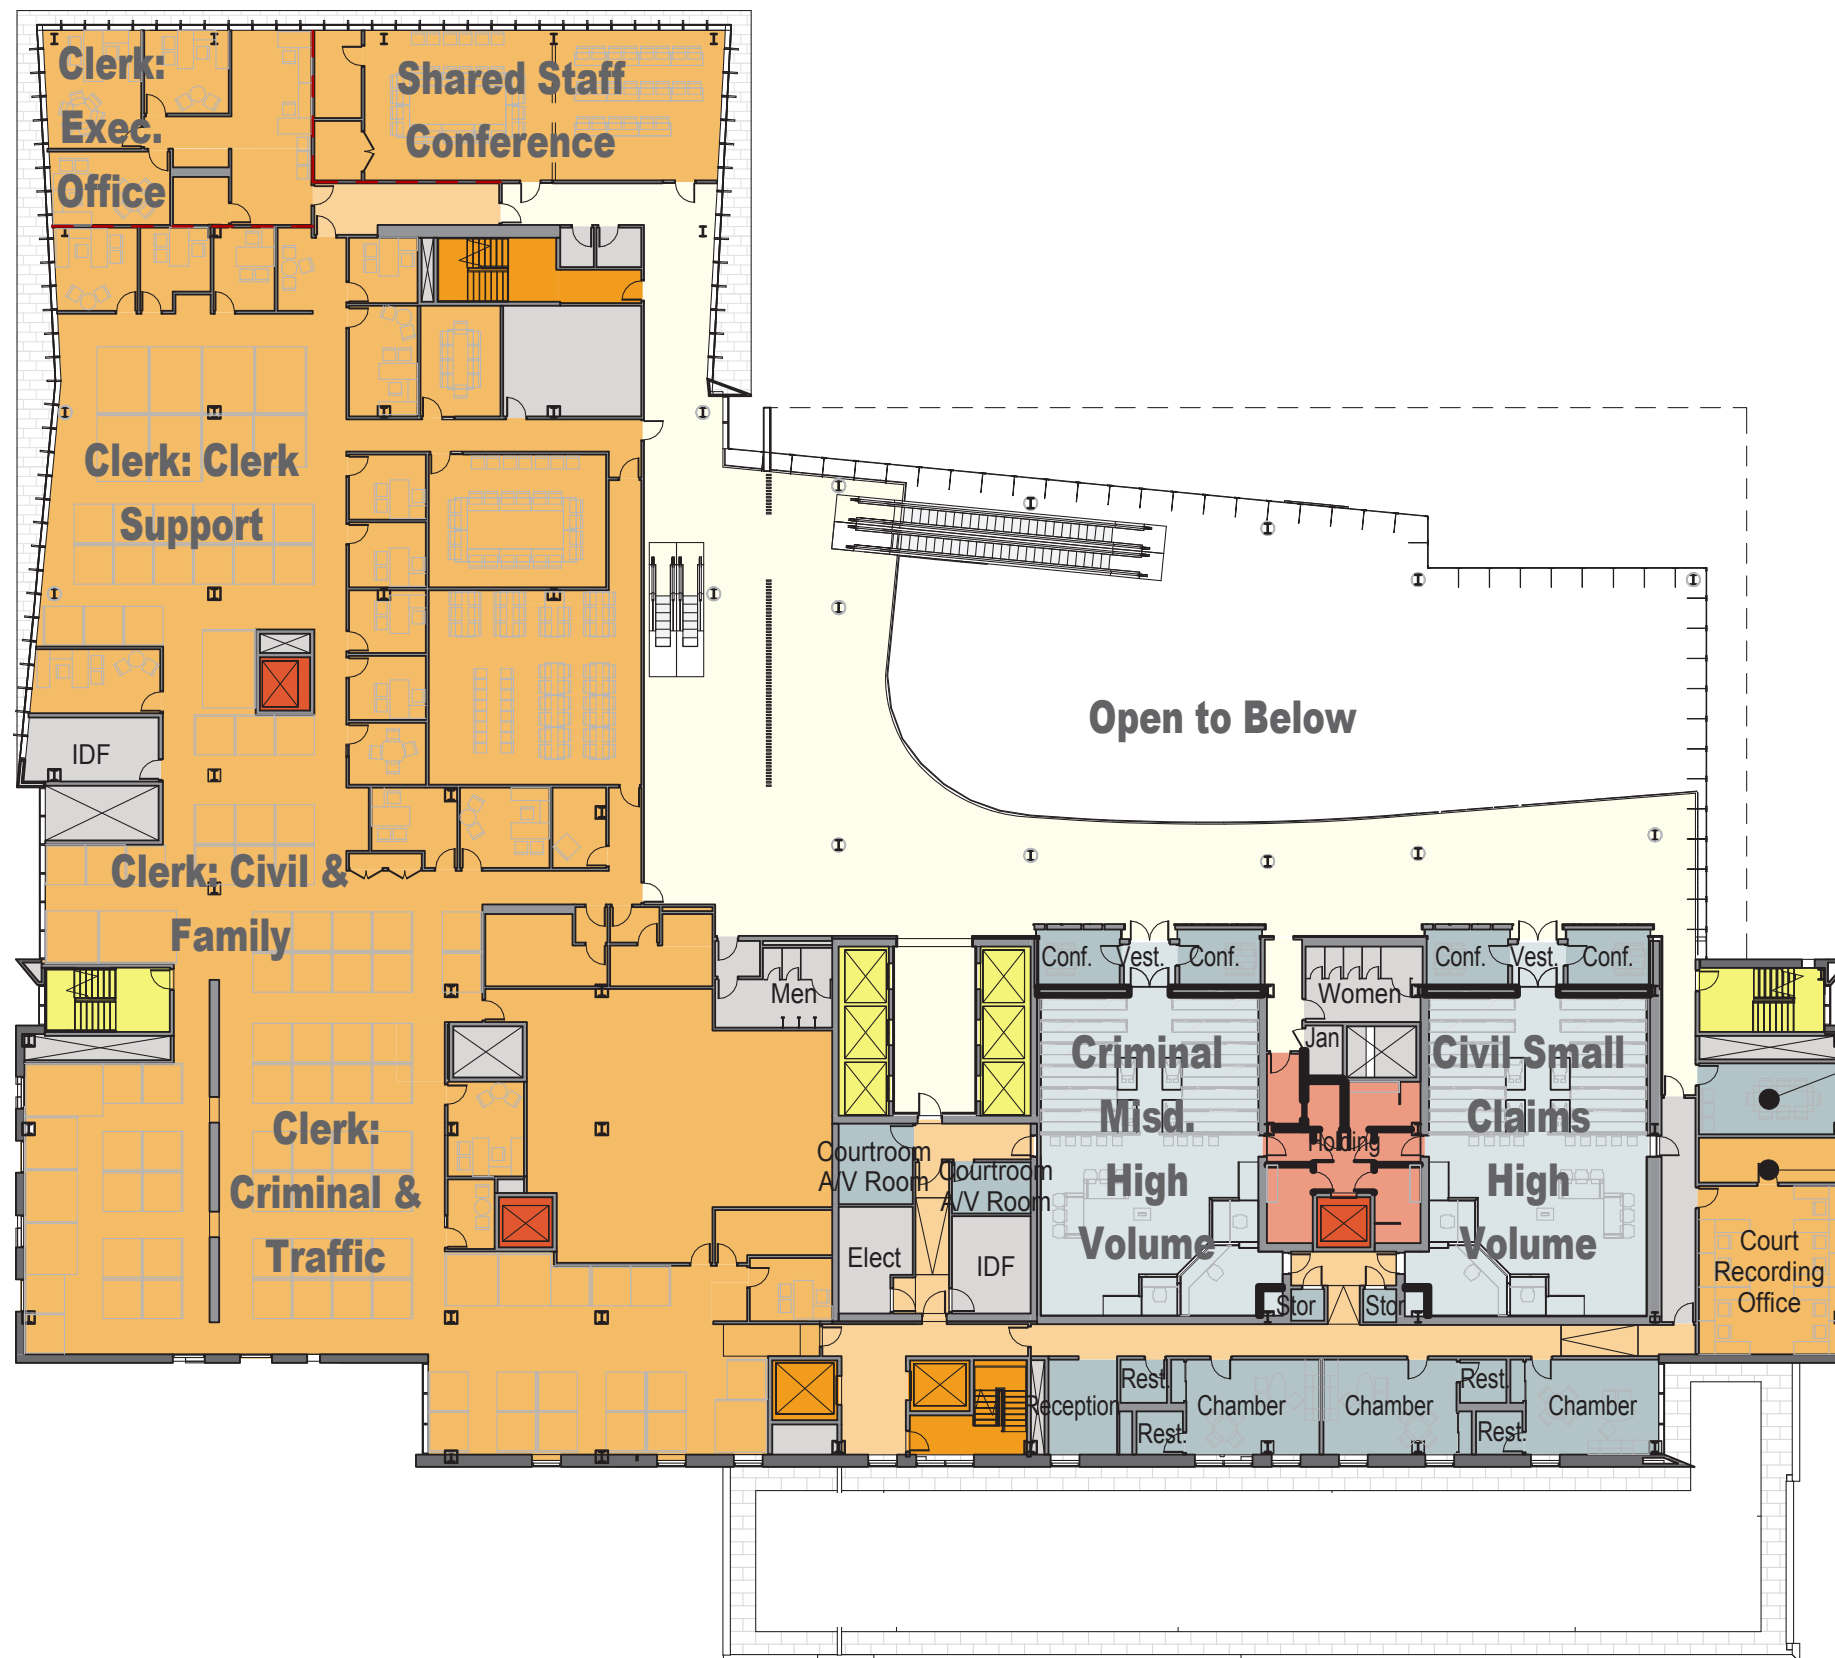 Clerk:
Exec.
Office
Shared Staff
Conference
Clerk: Clerk
Support
Open to Below
IDF
Clerk: Civil &
Family
Men
Conf.
Vest.
Conf.
Women
Jan
Conf.
Vest.
Conf.
Criminal
Misd.
High
Volume
Civil Small
Claims
High
Volume
Holding
Clerk:
Criminal &
Traffic
Courtroom
A/V Room
Courtroom
A/V Room
Elect
IDF
Stor
Stor
Court
Recording
Office
Reception
Rest.
Rest.
Chamber
Chamber
Rest.
Rest.
Chamber